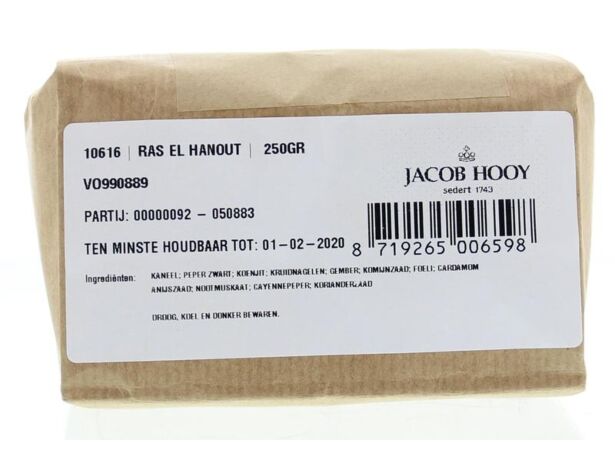 10616 | RAS EL HANOUT | 250GR
VO990889
PARTIJ: 00000092 - 050883
TEN MINSTE HOUDBAAR TOT: 01-02-2020
JACOB HOOY
sedert 1743
8 719265 006598
Ingrediënten: KANEEL; PEPER ZWART; KOENJIT; KRUIDNAGELEN; GEMBER; KOMIJNZAAD; FOELI; CARDAMOM
ANIJSZAAD; NOOTMUSKAAT; CAYENNEPEPER; KORIANDERZAAD
DROOG, KOEL EN DONKER BEWAREN.